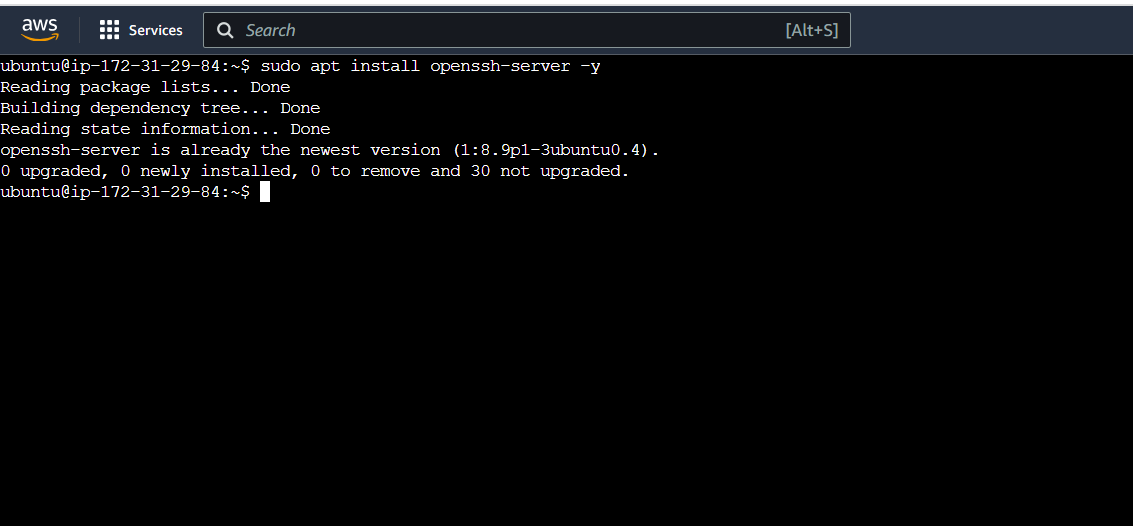 aws
Services
Search
[Alt+S]
ubuntu@ip-172-31-29-84:~$ sudo apt install openssh-server -y
Reading package lists... Done
Building dependency tree... Done
Reading state information... Done
openssh-server is already the newest version (1:8.9p1-3ubuntu0.4).
0 upgraded, 0 newly installed, 0 to remove and 30 not upgraded.
ubuntu@ip-172-31-29-84:~$